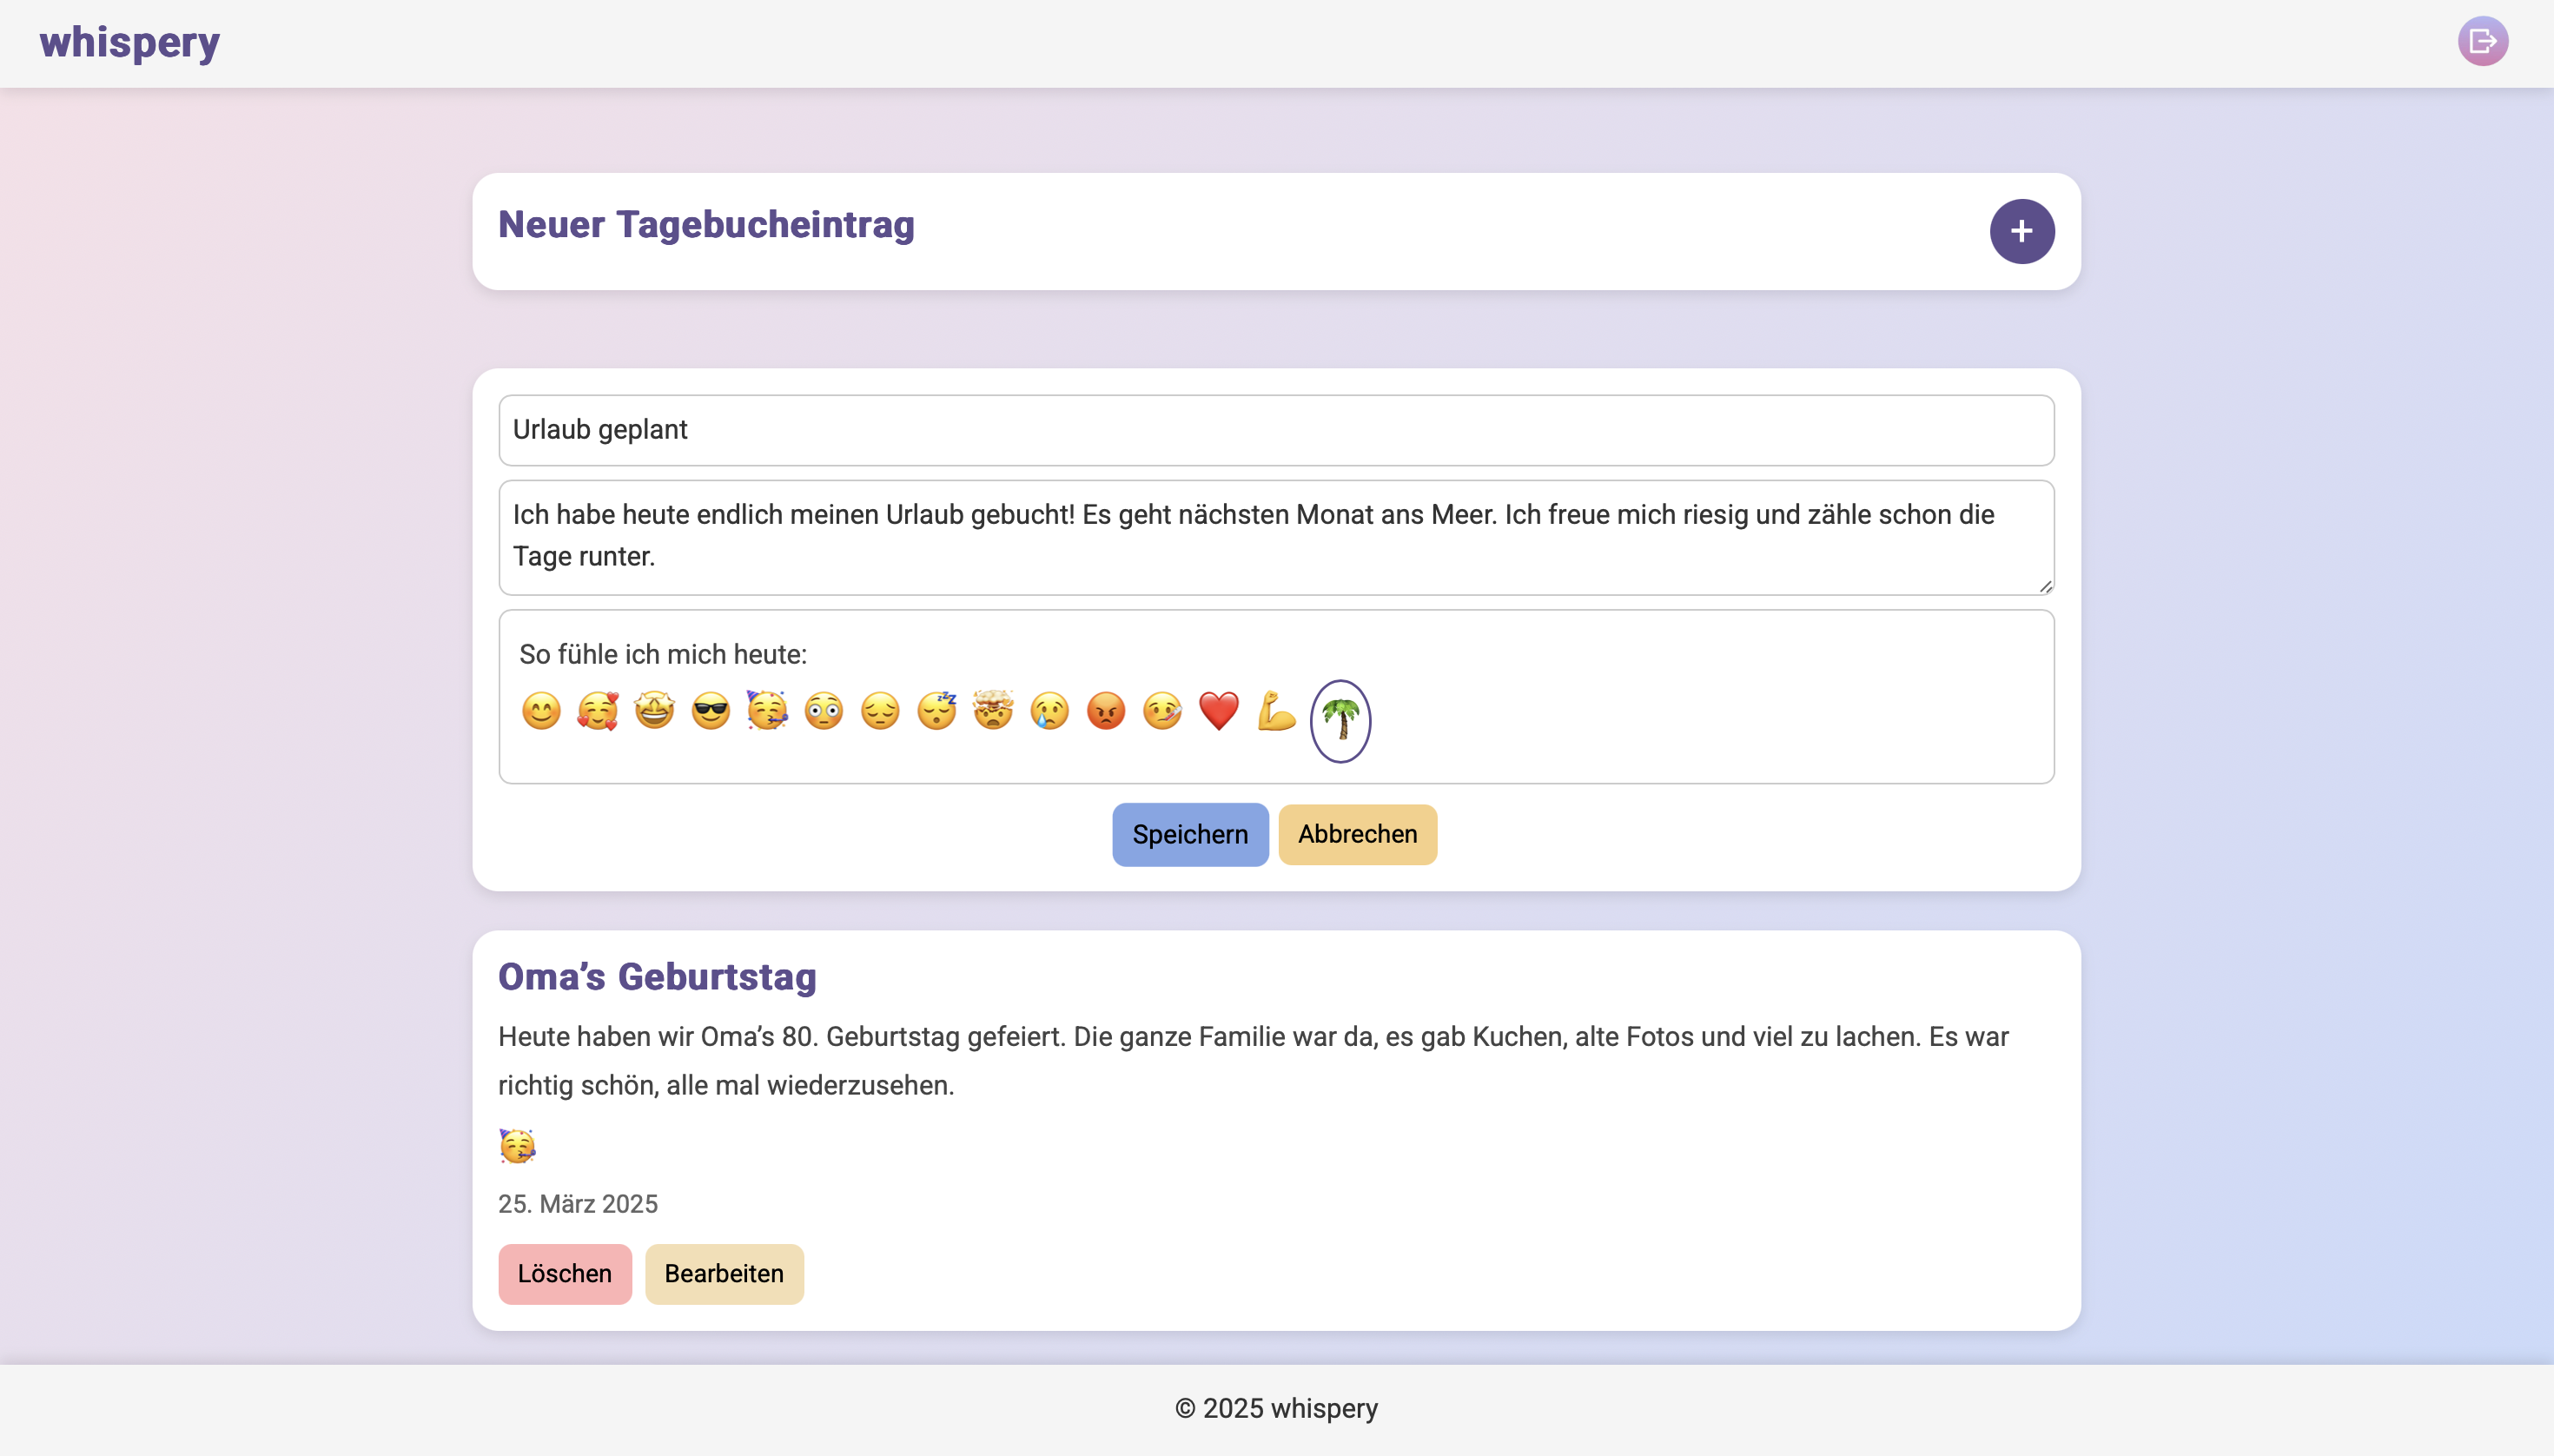 whispery
Neuer Tagebucheintrag
+
Urlaub geplant
Ich habe heute endlich meinen Urlaub gebucht! Es geht nächsten Monat ans Meer. Ich freue mich riesig und zähle schon die
Tage runter.
So fühle ich mich heute:
😊 🥰 🤩 😎 🥳 😳 😔 😴 🤯 😢 😡 🤒 ❤️ 💪 🌴
Speichern Abbrechen
Oma’s Geburtstag
Heute haben wir Oma’s 80. Geburtstag gefeiert. Die ganze Familie war da, es gab Kuchen, alte Fotos und viel zu lachen. Es war
richtig schön, alle mal wiederzusehen.
🥳
25. März 2025
Löschen Bearbeiten
© 2025 whispery